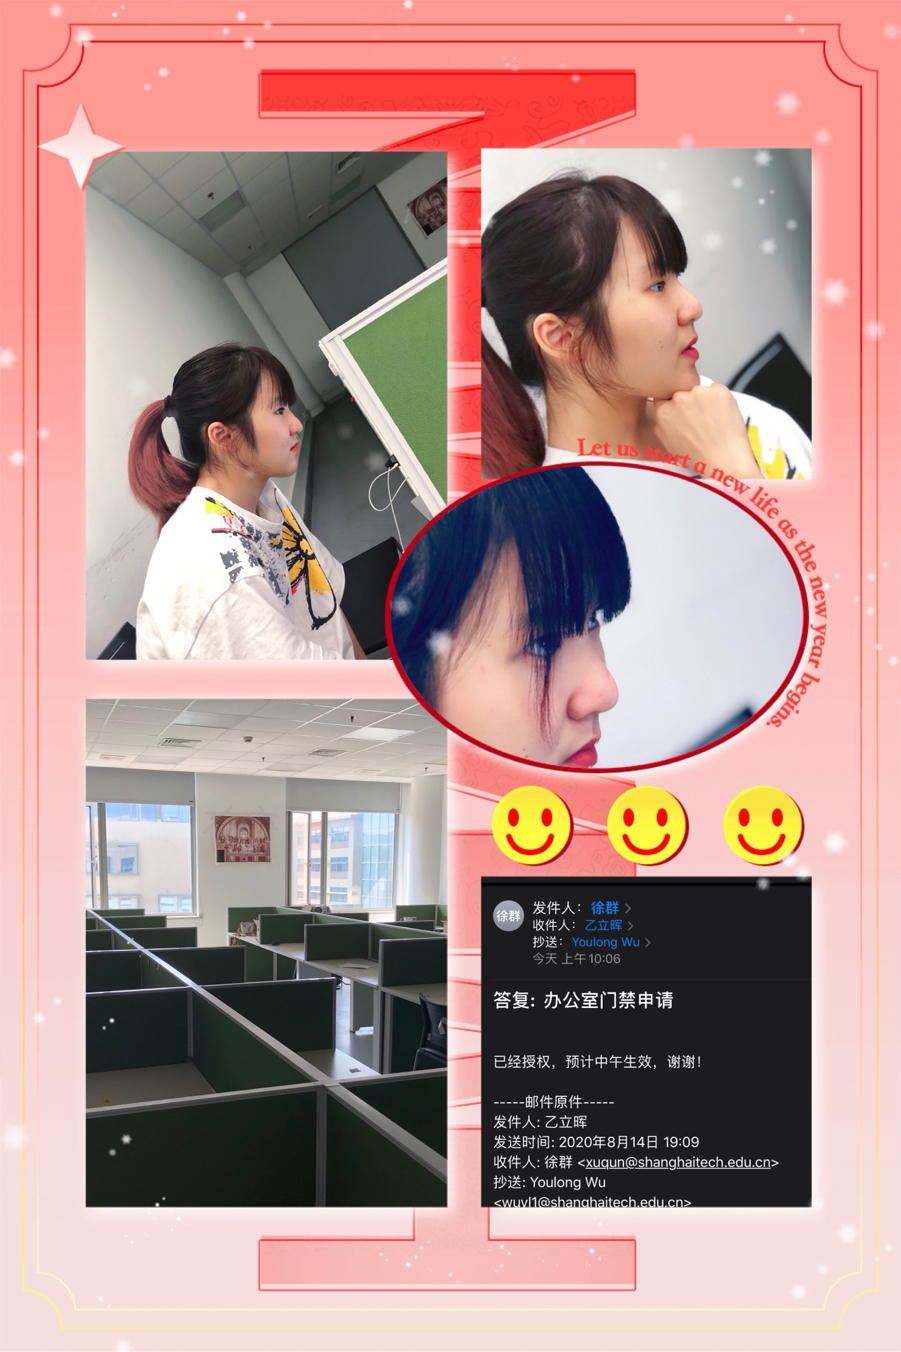 Let us start a new life as the new year begins.
徐群
发件人: 徐群 >
收件人: 乙立晖 >
抄送: Youlong Wu >
今天 上午10:06
答复: 办公室门禁申请
已经授权，预计中午生效，谢谢！
-----邮件原件-----
发件人: 乙立晖
发送时间: 2020年8月14日 19:09
收件人: 徐群 <xuqun@shanghaitech.edu.cn>
抄送: Youlong Wu
<wuyl1@shanghaitech.edu.cn>